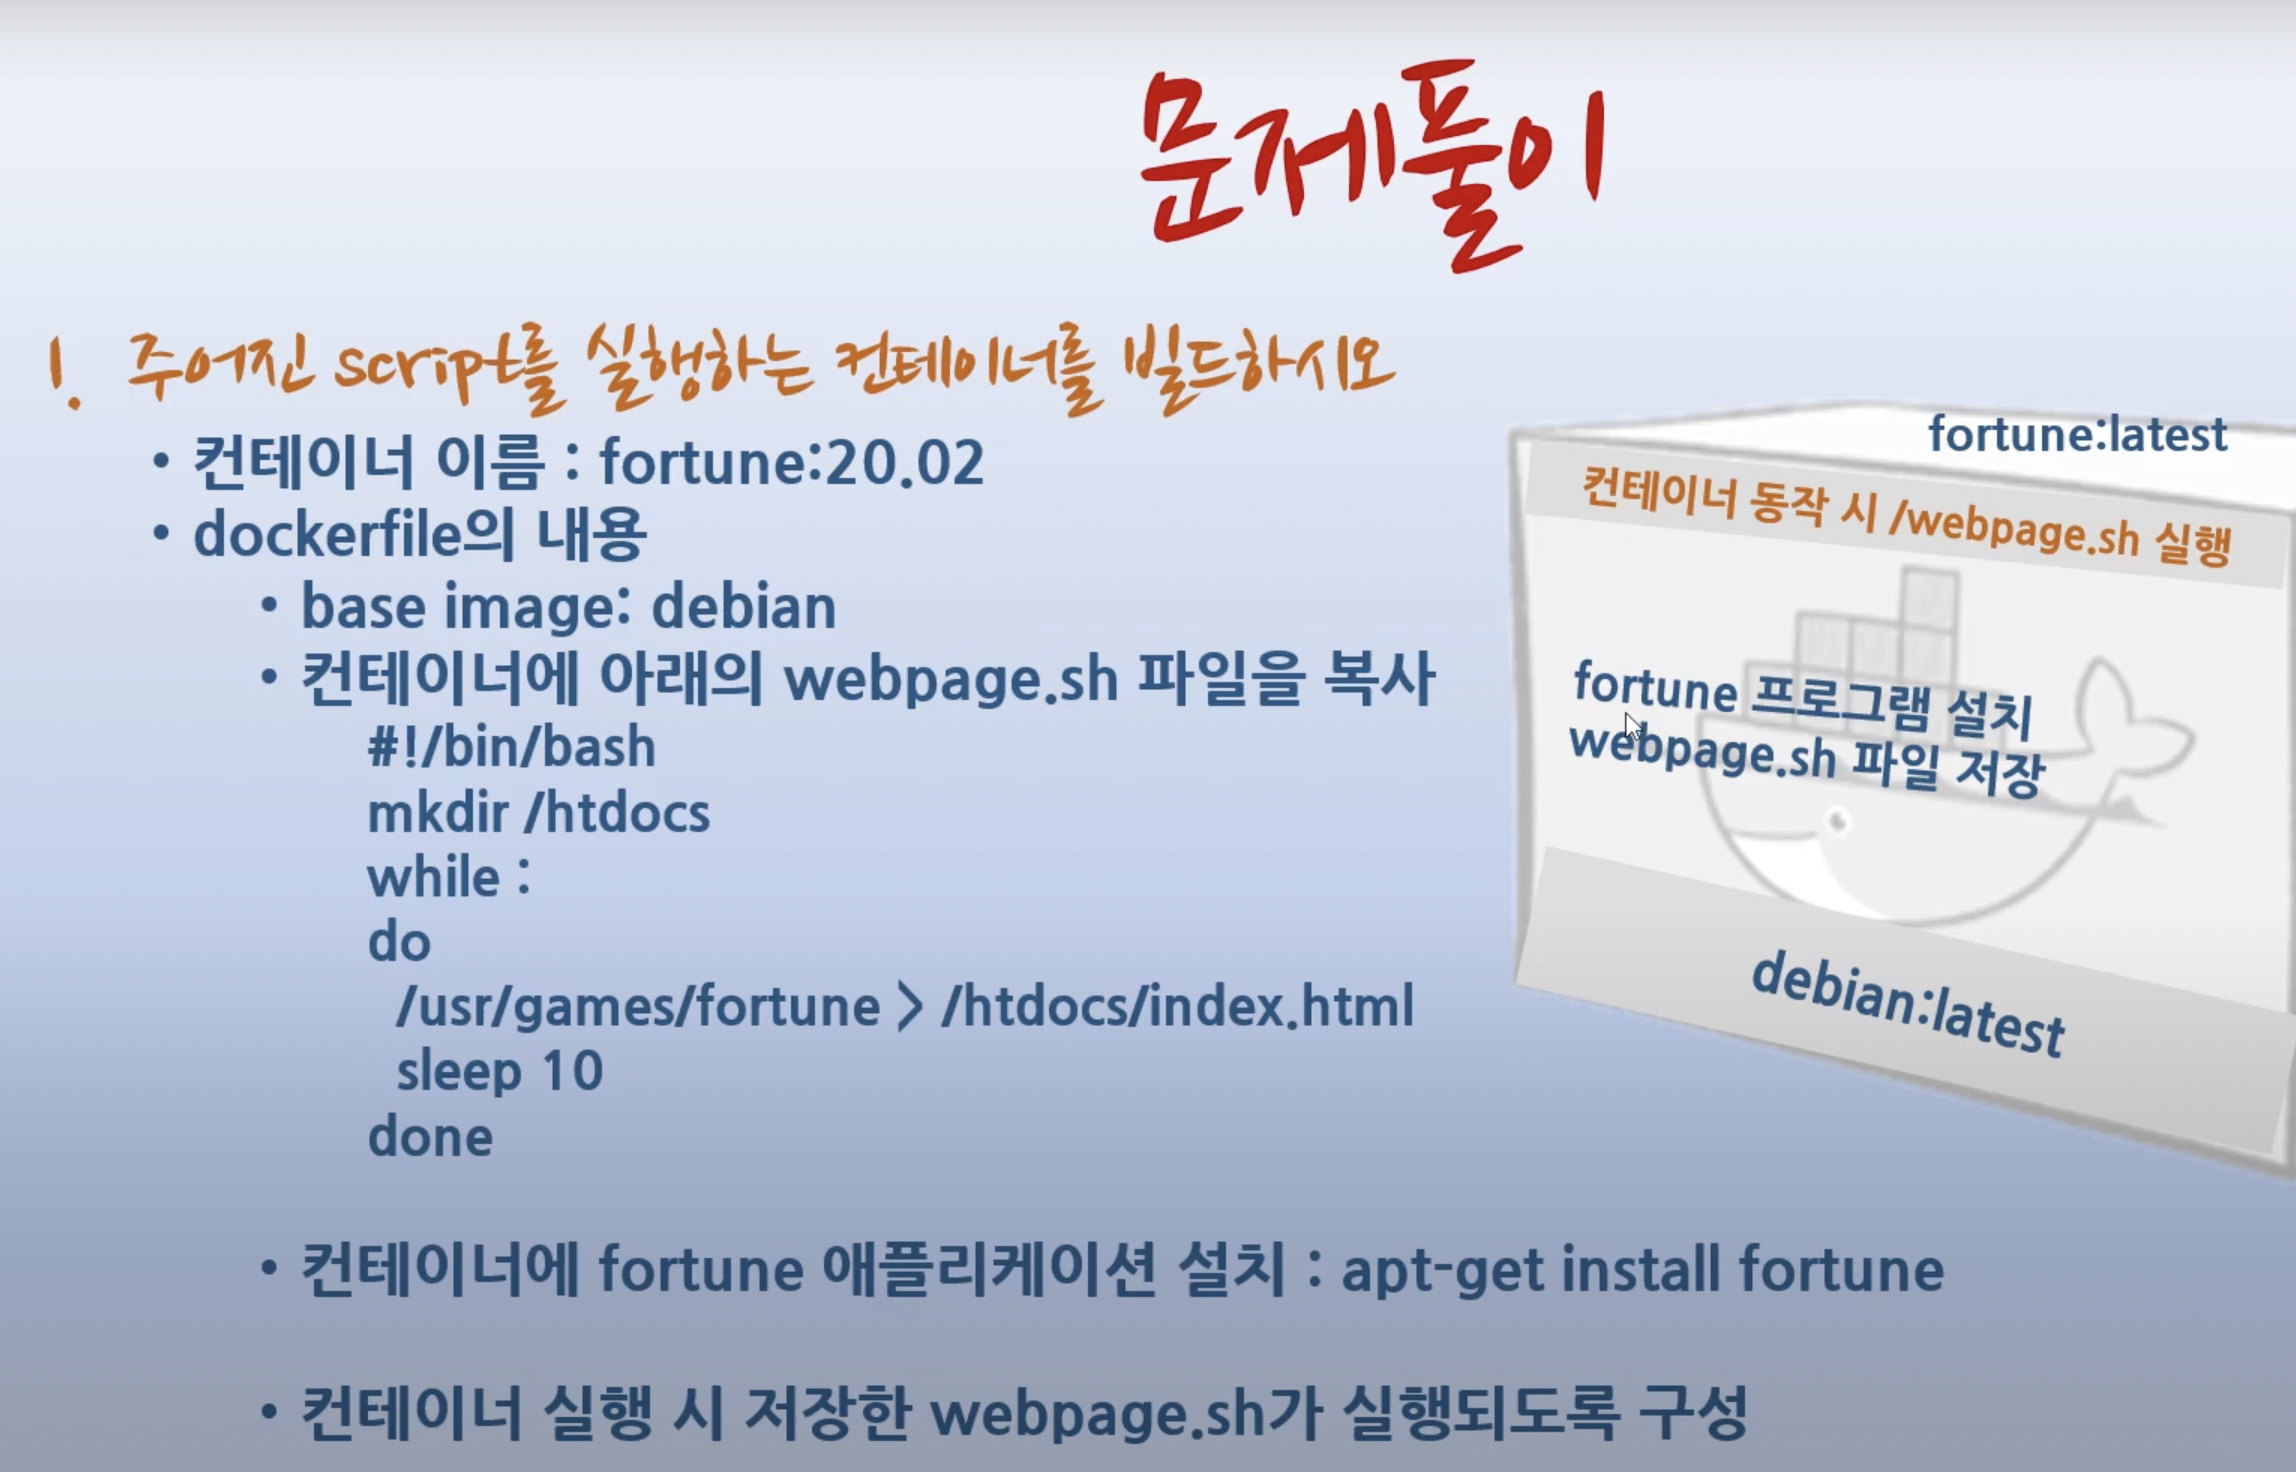 문제풀이
1. 주어진 script를 실행하는 컨테이너를 빌드하시오
• 컨테이너 이름 : fortune:20.02
• dockerfile의 내용
• base image: debian
• 컨테이너에 아래의 webpage.sh 파일을 복사
#!/bin/bash
mkdir /htdocs
while :
do
/usr/games/fortune > /htdocs/index.html
sleep 10
done
• 컨테이너에 fortune 애플리케이션 설치 : apt-get install fortune
• 컨테이너 실행 시 저장한 webpage.sh가 실행되도록 구성
fortune:latest
컨테이너 동작 시 /webpage.sh 실행
fortune 프로그램 설치
webpage.sh 파일 저장
debian:latest